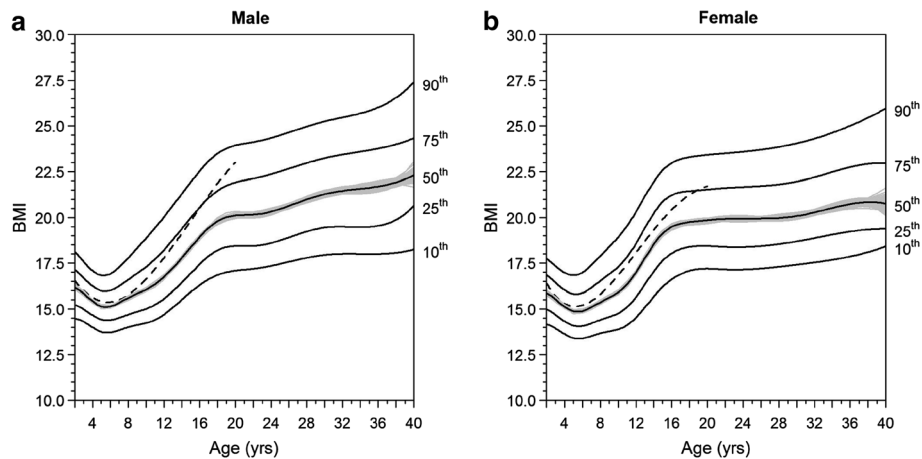 a Male
30.0
27.5
25.0
22.5
20.0
17.5
15.0
12.5
10.0
BMI
90th
75th
50th
25th
10th
4 8 12 16 20 24 28 32 36 40
Age (yrs)
b Female
30.0
27.5
25.0
22.5
20.0
17.5
15.0
12.5
10.0
BMI
90th
75th
50th
25th
10th
4 8 12 16 20 24 28 32 36 40
Age (yrs)